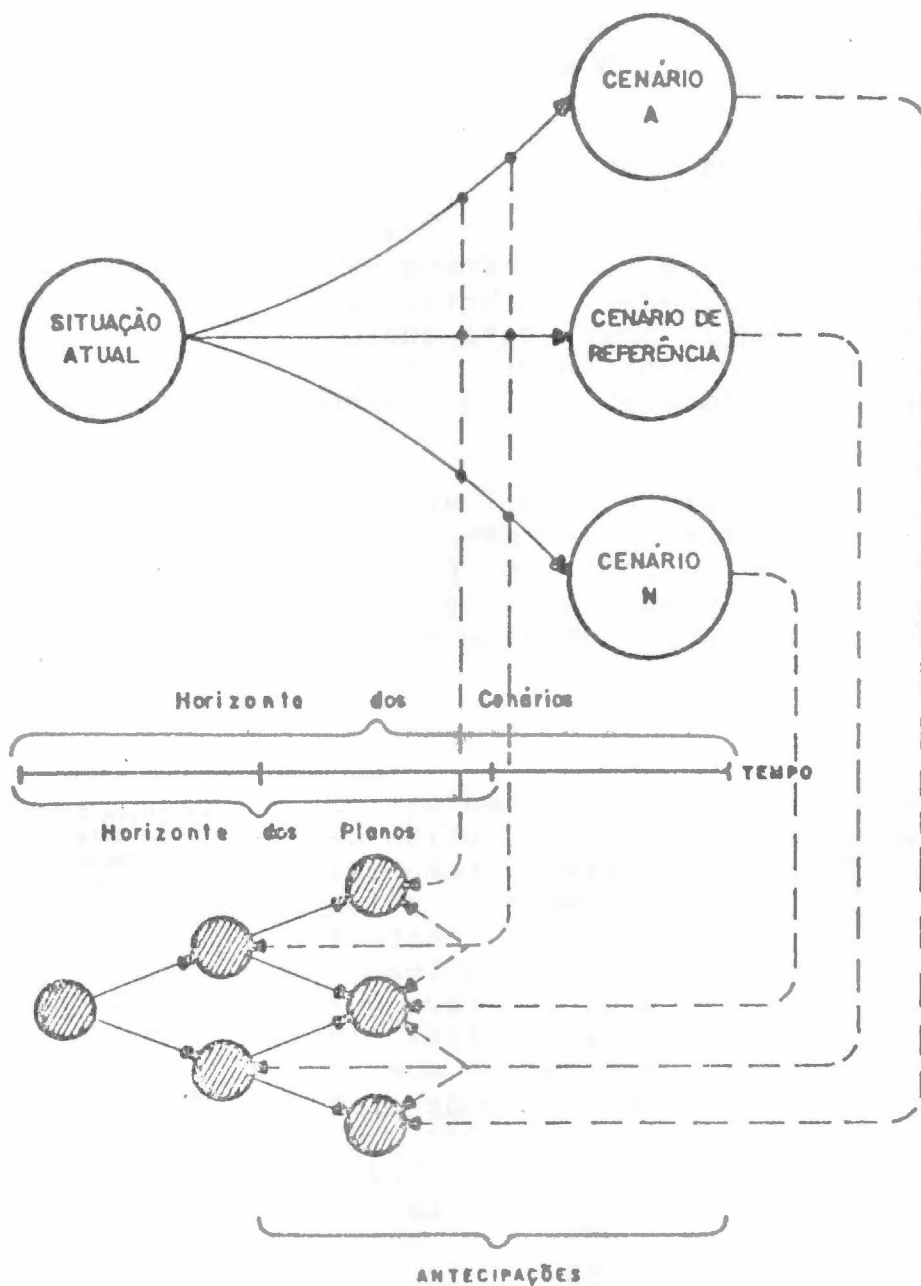 CENÁRIO
A
SITUAÇÃO
ATUAL
CENÁRIO DE
REFERÊNCIA
CENÁRIO
N
Horizonte dos Cenários
TEMPO
Horizonte dos Planos
ANTECIPAÇÕES